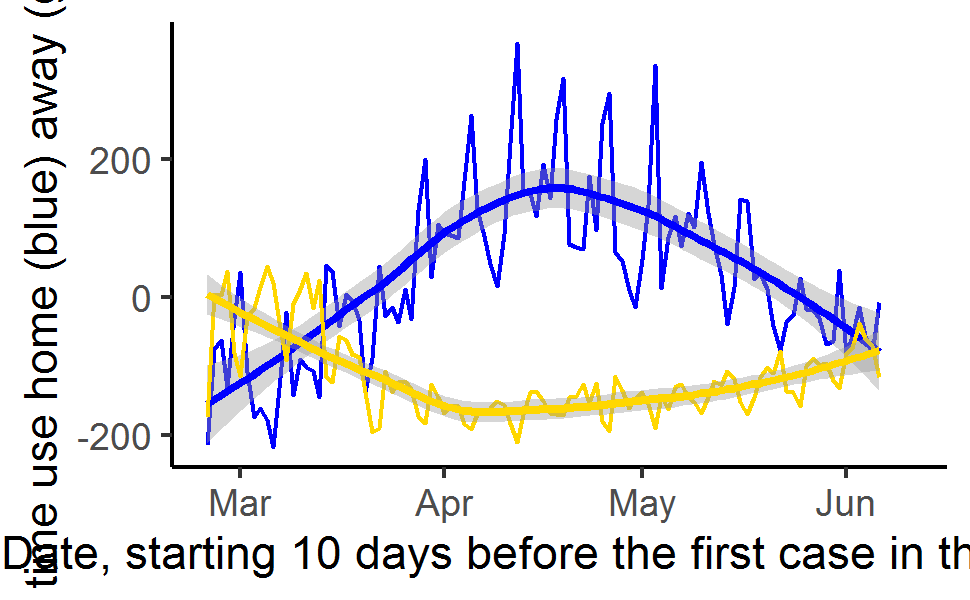 time use home (blue) away (
200
0
-200
Mar Apr May Jun
Date, starting 10 days before the first case in th